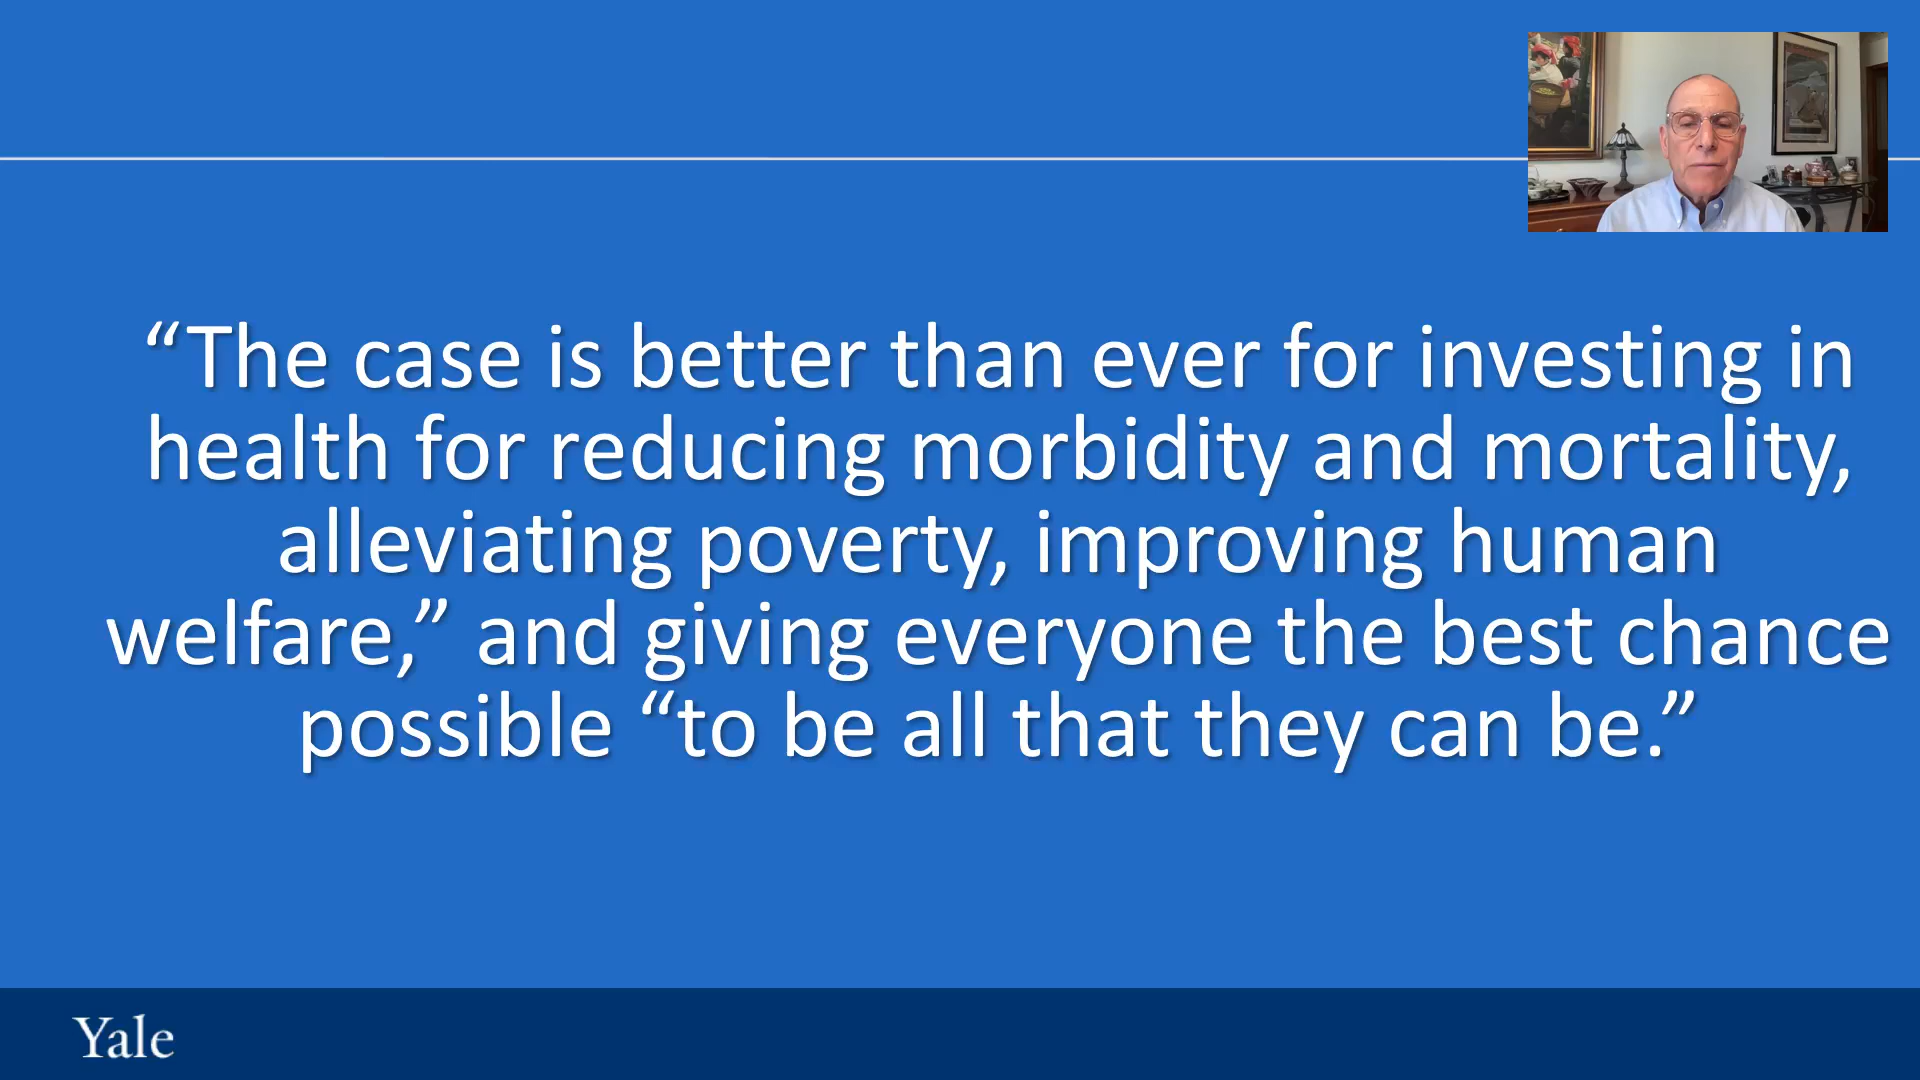 “The case is better than ever for investing in
health for reducing morbidity and mortality,
alleviating poverty, improving human
welfare,” and giving everyone the best chance
possible “to be all that they can be.”
Yale